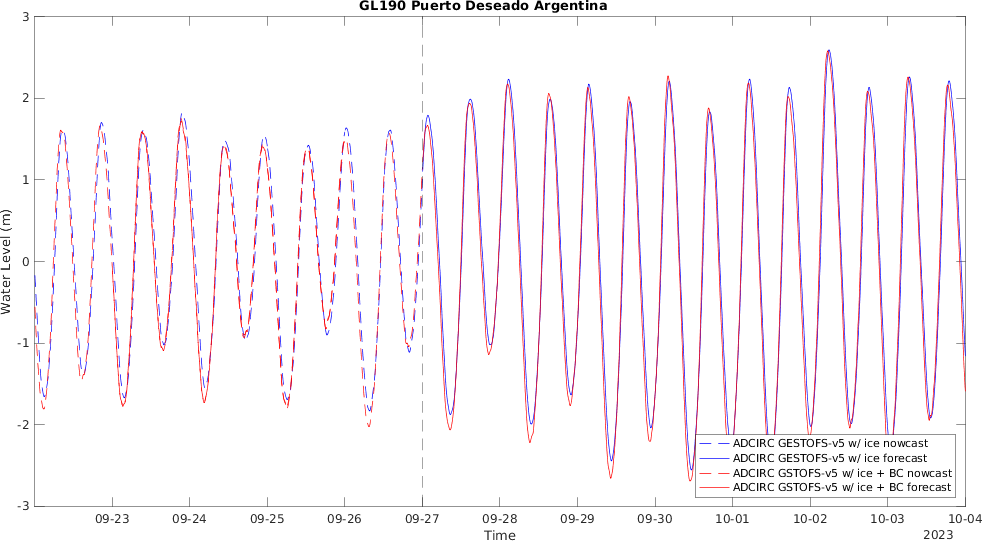 GL190 Puerto Deseado Argentina
3
2
1
0
-1
-2
-3
Water Level (m)
ADCIRC GESTOFS-v5 w/ ice nowcast
ADCIRC GESTOFS-v5 w/ ice forecast
ADCIRC GSTOFS-v5 w/ ice + BC nowcast
ADCIRC GSTOFS-v5 w/ ice + BC forecast
09-23 09-24 09-25 09-26 09-27 09-28 09-29 09-30 10-01 10-02 10-03 10-04
Time
2023